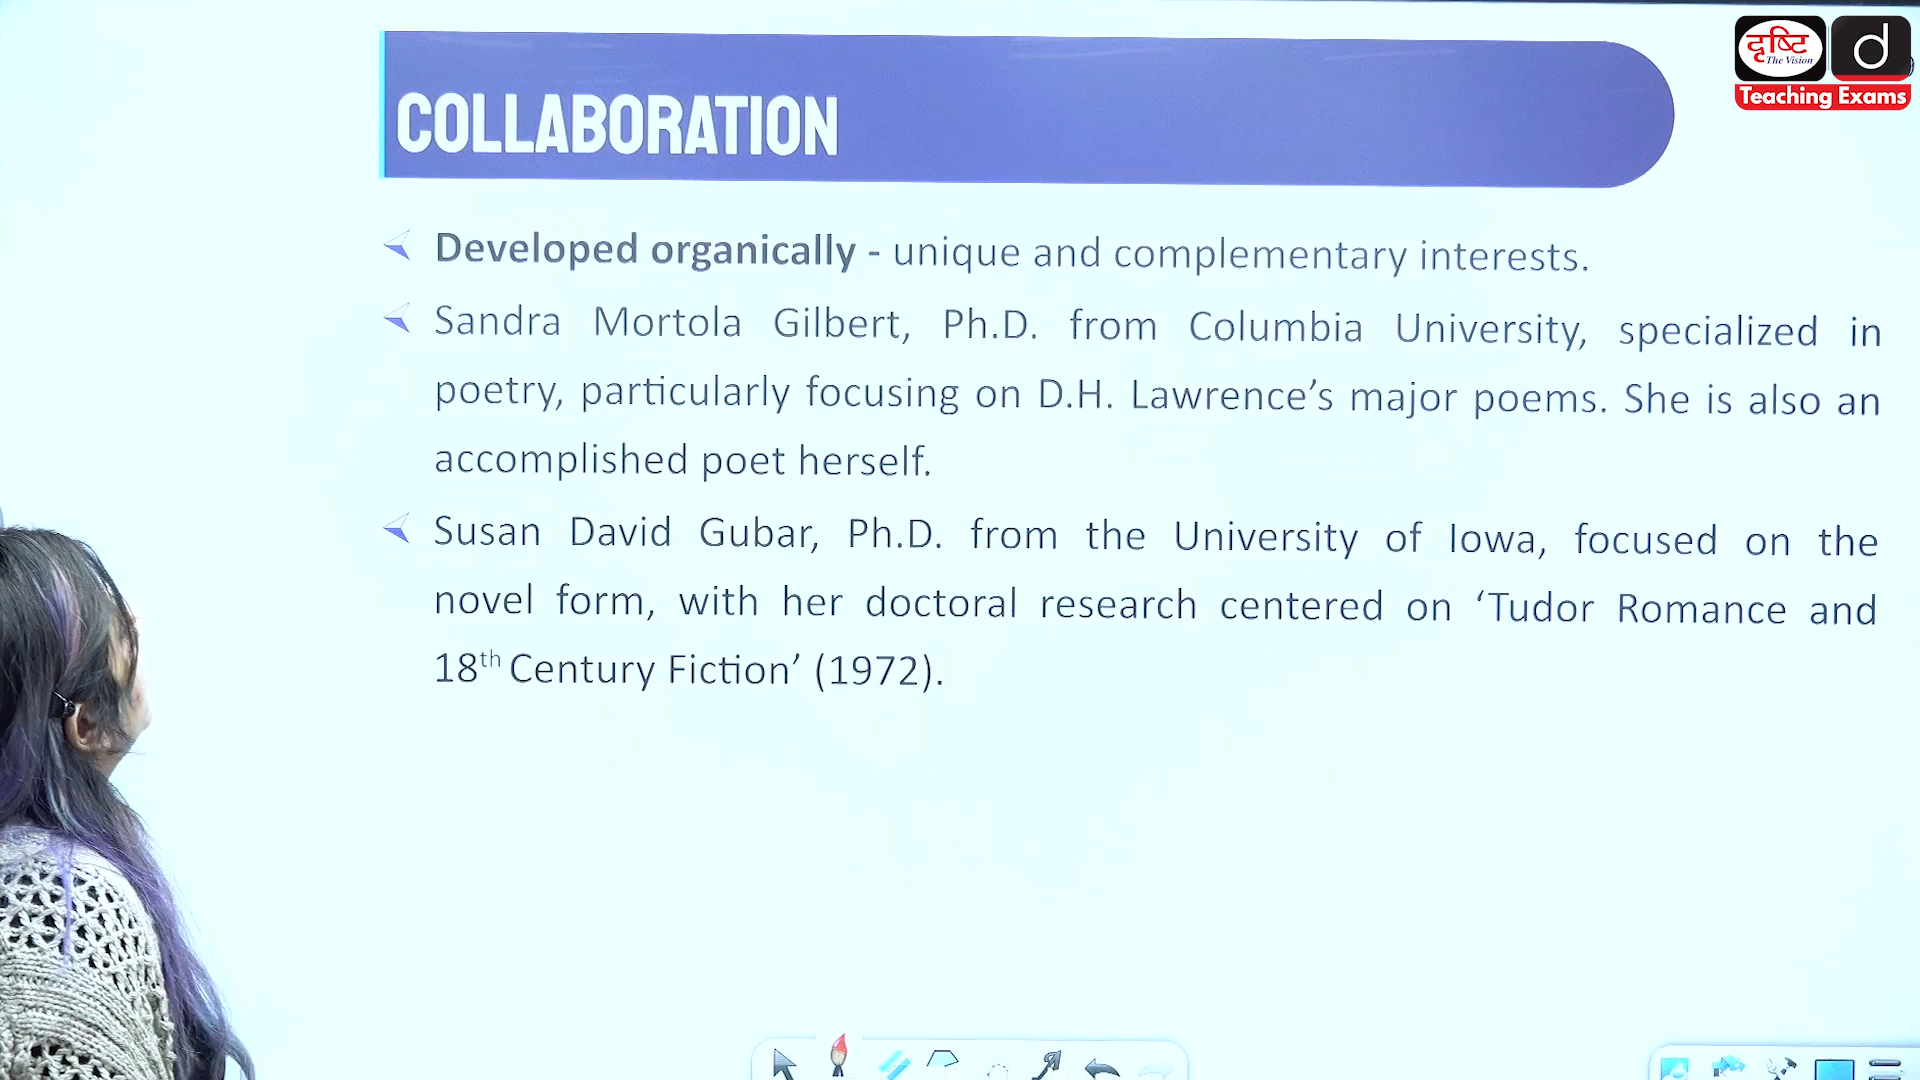 दृष्टि
The Vision
d
Teaching Exams
COLLABORATION
Developed organically - unique and complementary interests.
Sandra Mortola Gilbert, Ph.D. from Columbia University, specialized in
poetry, particularly focusing on D.H. Lawrence’s major poems. She is also an
accomplished poet herself.
Susan David Gubar, Ph.D. from the University of Iowa, focused on the
novel form, with her doctoral research centered on ‘Tudor Romance and
18th Century Fiction’ (1972).